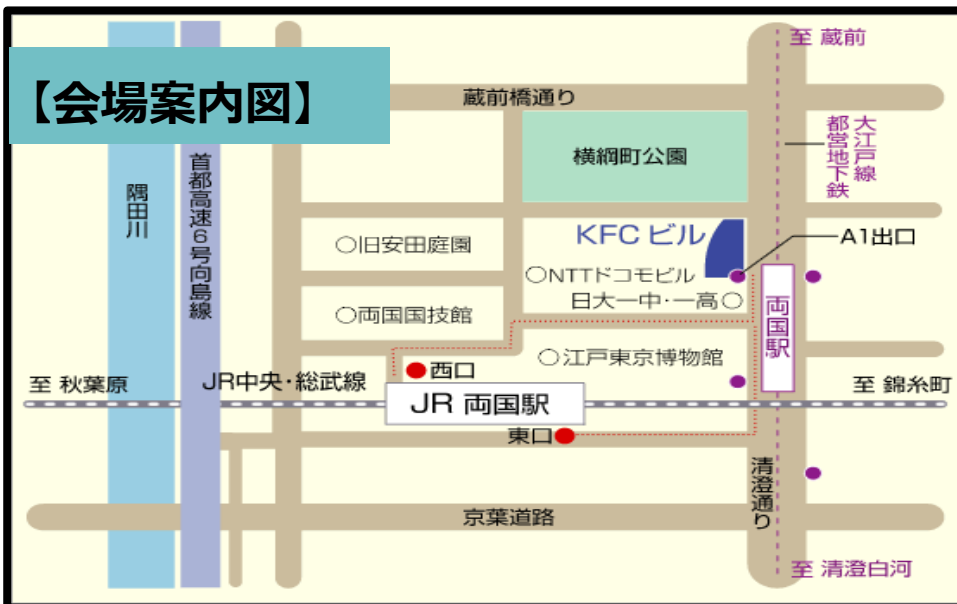 【会場案内図】
至 蔵前
蔵前橋通り
大江戸線
都営地下鉄
横綱町公園
首都高速6号向島線
隅田川
KFC ビル
A1出口
○旧安田庭園
○NTTドコモビル
日大一中・一高○
○両国国技館
両国駅
○江戸東京博物館
西口
至 秋葉原
JR中央・総武線
至 錦糸町
JR 両国駅
東口
清澄通り
京葉道路
至 清澄白河